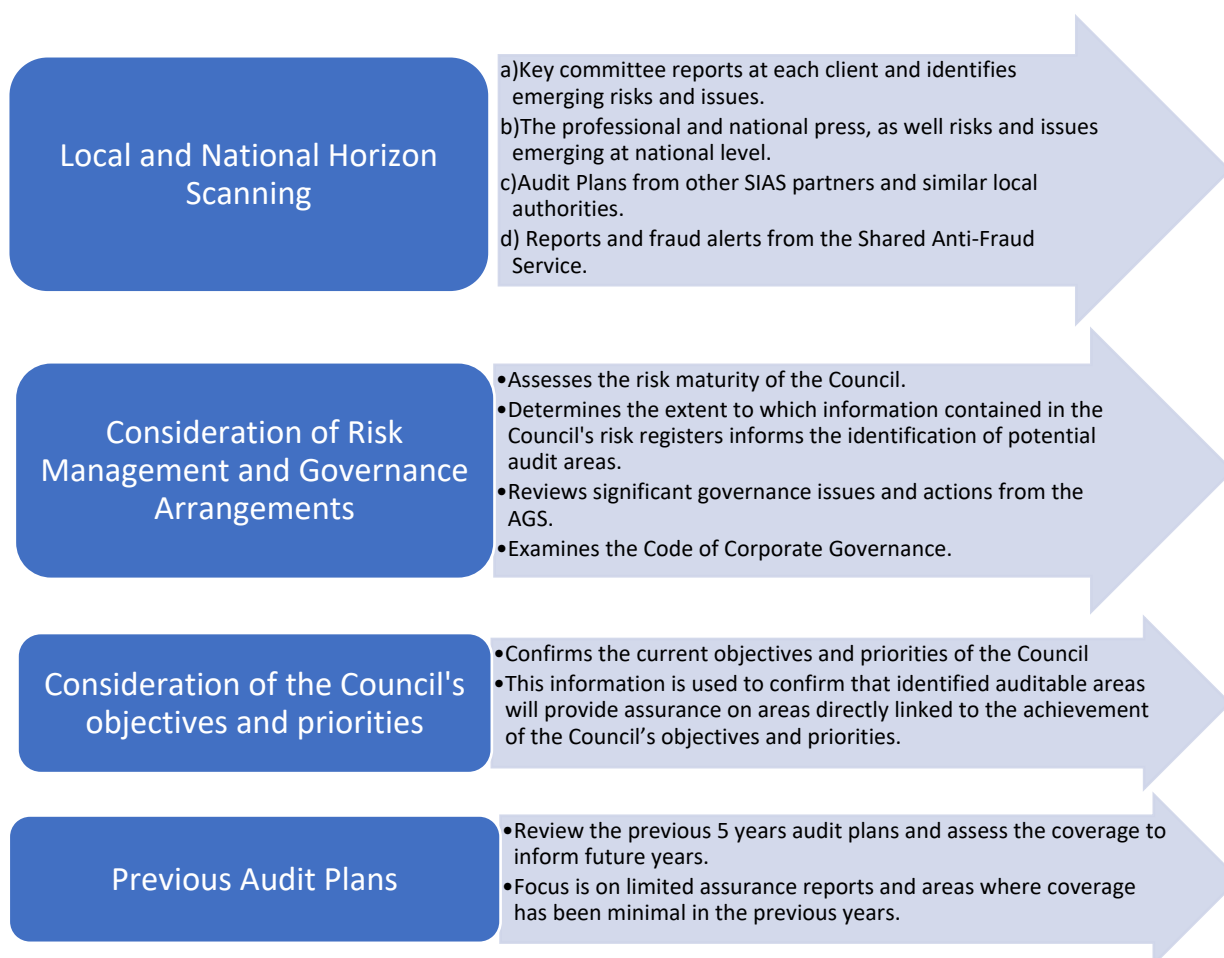 Local and National Horizon
Scanning
a)Key committee reports at each client and identifies
emerging risks and issues.
b)The professional and national press, as well risks and issues
emerging at national level.
c)Audit Plans from other SIAS partners and similar local
authorities.
d) Reports and fraud alerts from the Shared Anti-Fraud
Service.
Consideration of Risk
Management and Governance
Arrangements
•Assesses the risk maturity of the Council.
•Determines the extent to which information contained in the
Council's risk registers informs the identification of potential
audit areas.
•Reviews significant governance issues and actions from the
AGS.
•Examines the Code of Corporate Governance.
Consideration of the Council's
objectives and priorities
•Confirms the current objectives and priorities of the Council
•This information is used to confirm that identified auditable areas
will provide assurance on areas directly linked to the achievement
of the Council’s objectives and priorities.
Previous Audit Plans
•Review the previous 5 years audit plans and assess the coverage to
inform future years.
•Focus is on limited assurance reports and areas where coverage
has been minimal in the previous years.